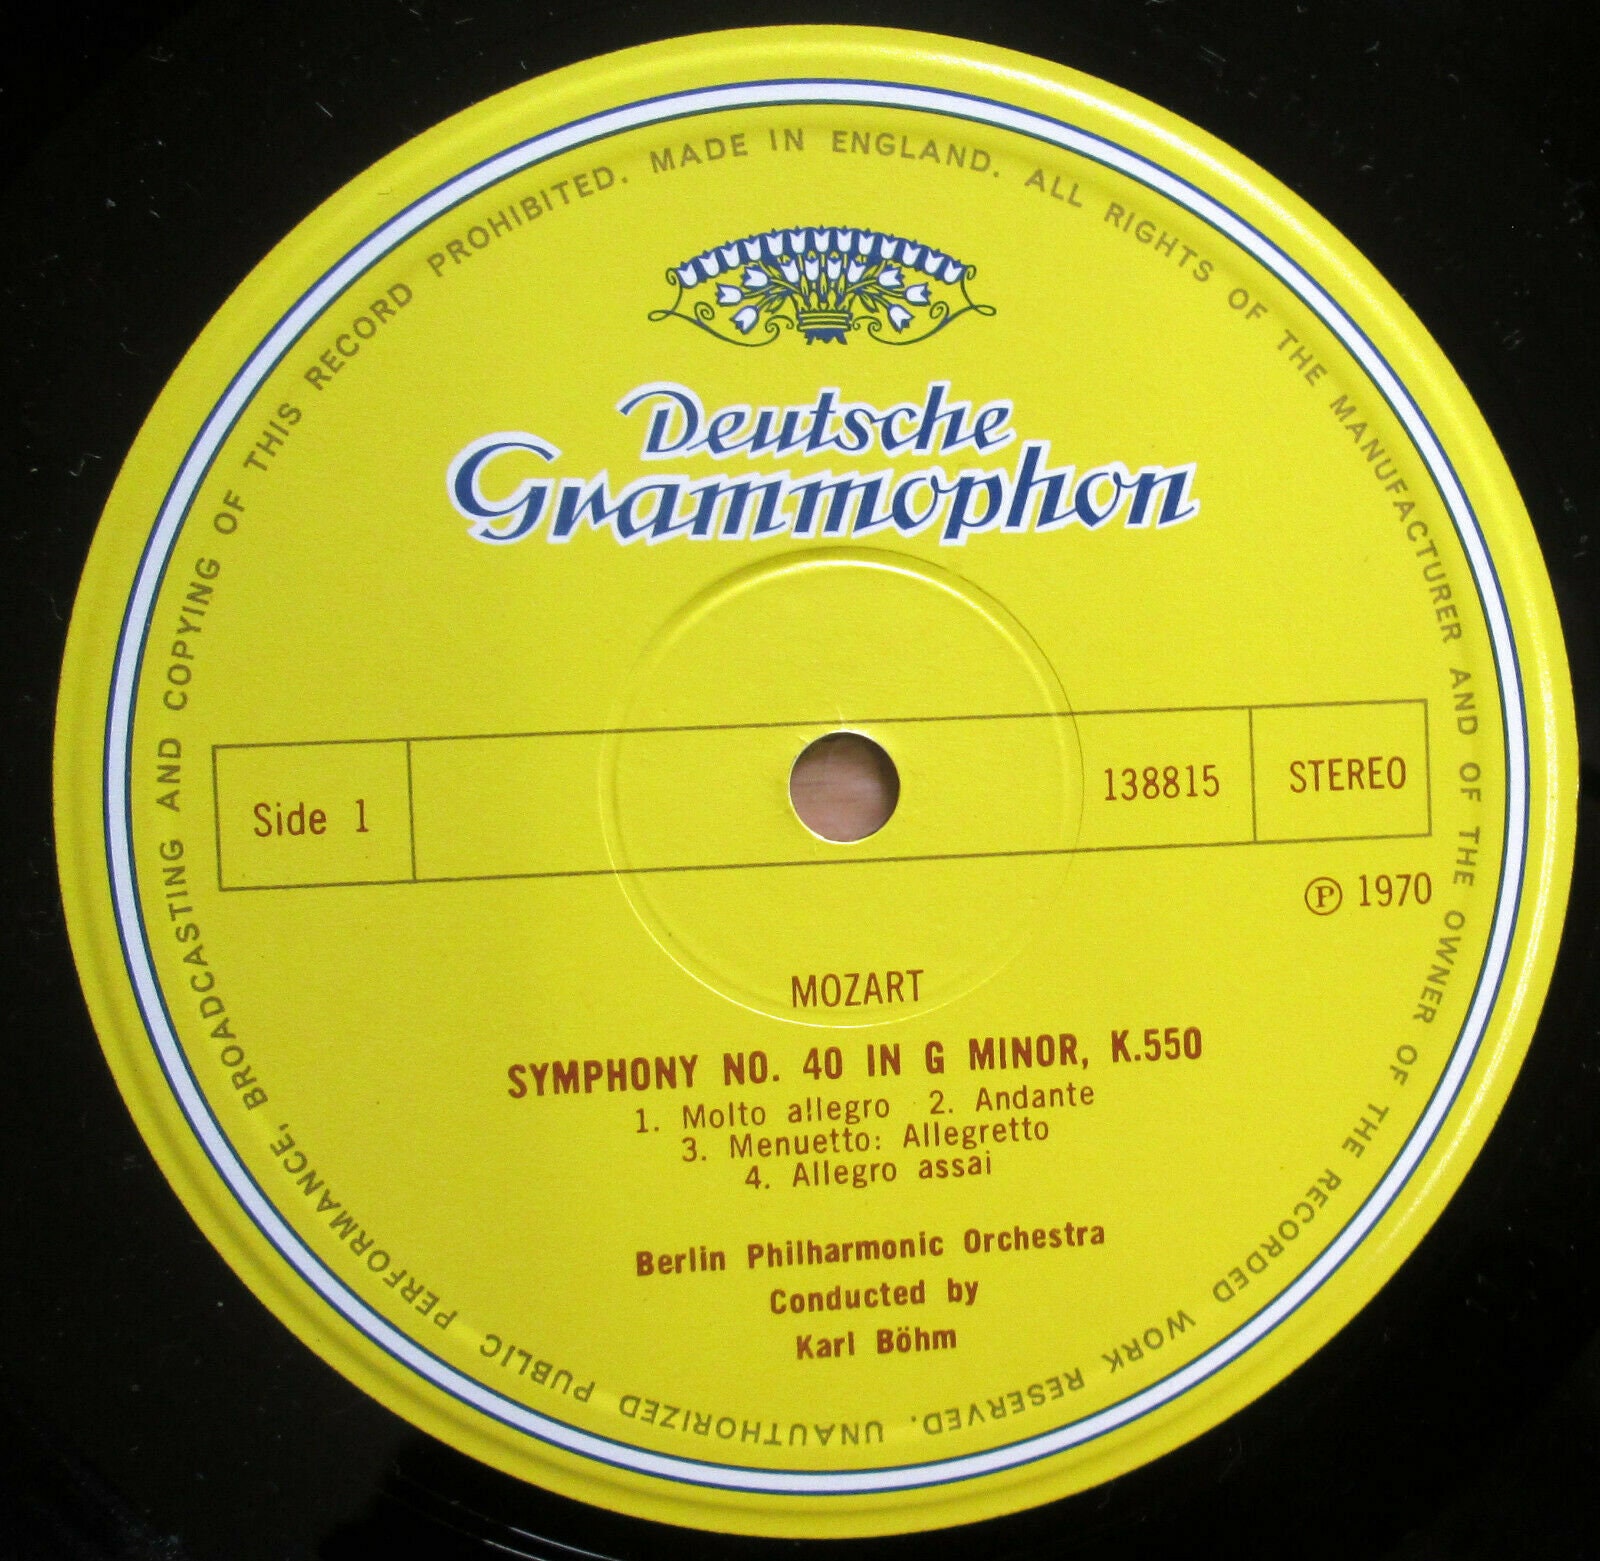 MADE IN ENGLAND. ALL RIGHTS OF THE MANUFACTURER AND OF THE OWNER OF THE RECORDED WORK RESERVED. UNAUTHORIZED PUBLIC PERFORMANCE, BROADCASTING AND COPYING OF THIS RECORD PROHIBITED.
Deutsche
Grammophon
Side 1
138815
STEREO
Ⓟ 1970
MOZART
SYMPHONY NO. 40 IN G MINOR, K.550
1. Molto allegro 2. Andante
3. Menuetto: Allegretto
4. Allegro assai
Berlin Philharmonic Orchestra
Conducted by
Karl Böhm